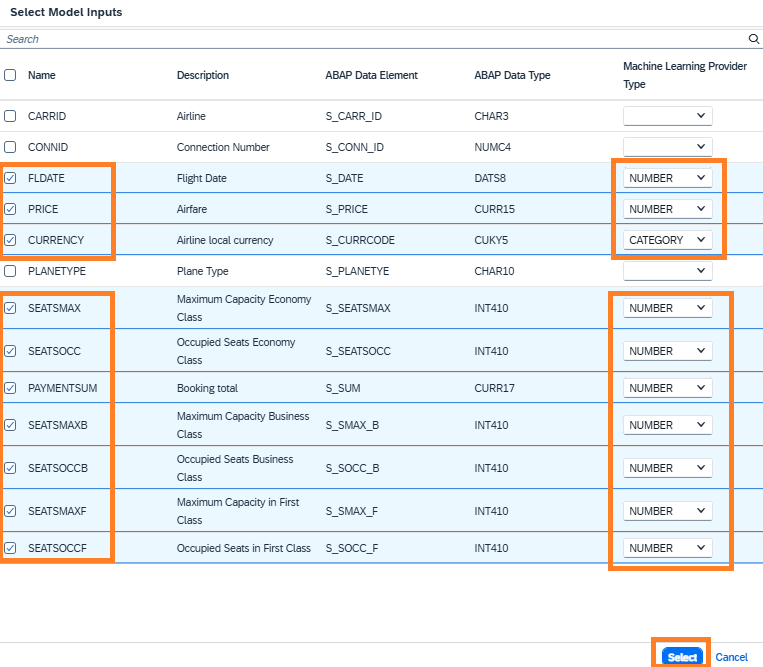 Select Model Inputs
Search
Name Description ABAP Data Element ABAP Data Type Machine Learning Provider Type
CARRID Airline S_CARR_ID CHAR3
CONNID Connection Number S_CONN_ID NUMC4
FLDATE Flight Date S_DATE DATS8 NUMBER
PRICE Airfare S_PRICE CURR15 NUMBER
CURRENCY Airline local currency S_CURRCODE CUKY5 CATEGORY
PLANETYPE Plane Type S_PLANETYE CHAR10
SEATSMAX Maximum Capacity Economy Class S_SEATSMAX INT410 NUMBER
SEATSOCC Occupied Seats Economy Class S_SEATSOCC INT410 NUMBER
PAYMENTSUM Booking total S_SUM CURR17 NUMBER
SEATSMAXB Maximum Capacity Business Class S_SMAX_B INT410 NUMBER
SEATSOCCB Occupied Seats Business Class S_SOCC_B INT410 NUMBER
SEATSMAXF Maximum Capacity in First Class S_SMAX_F INT410 NUMBER
SEATSOCCF Occupied Seats in First Class S_SOCC_F INT410 NUMBER
Select Cancel